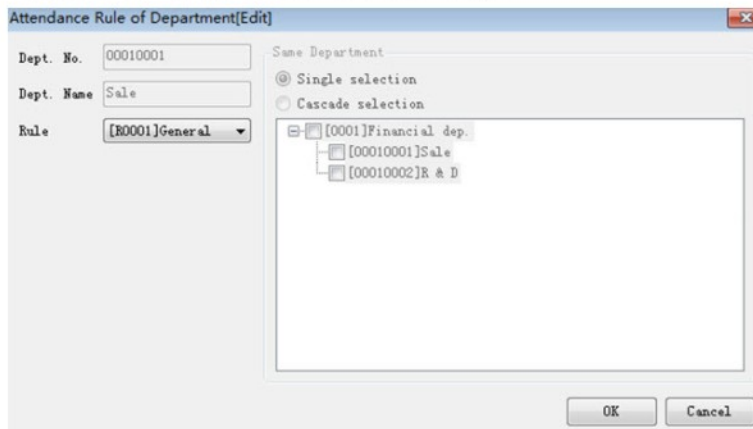 Attendance Rule of Department[Edit]
Dept. No. 00010001
Dept. Name Sale
Rule [R0001]General
Same Department
Single selection
Cascade selection
[0001]Financial dep.
[00010001]Sale
[00010002]R & D
OK Cancel